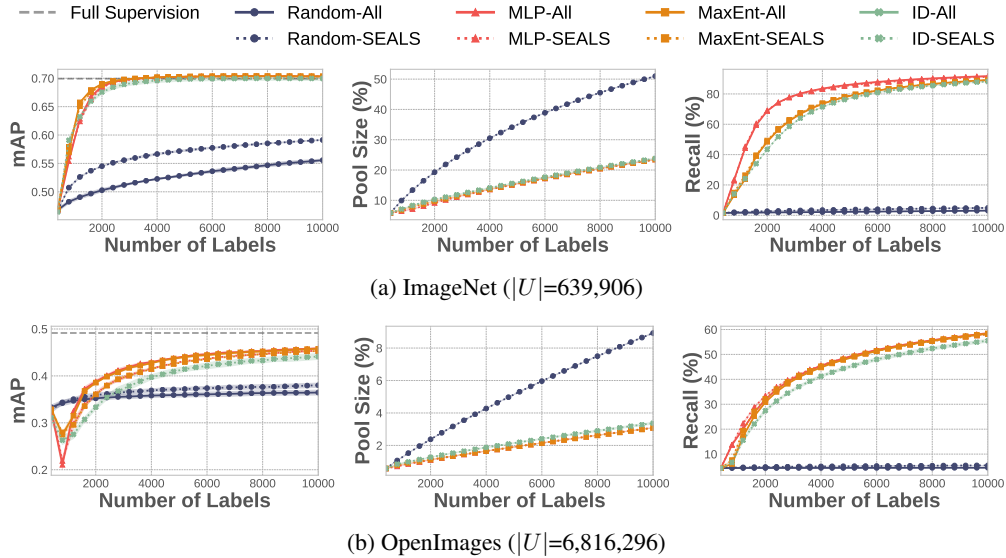 Full Supervision Random-All MLP-All MaxEnt-All ID-All
Random-SEALS MLP-SEALS MaxEnt-SEALS ID-SEALS
mAP
0.70
0.65
0.60
0.55
0.50
2000 4000 6000 8000 10000
Number of Labels
Pool Size (%)
50
40
30
20
10
2000 4000 6000 8000 10000
Number of Labels
Recall (%)
80
60
40
20
0
2000 4000 6000 8000 10000
Number of Labels
(a) ImageNet (|U|=639,906)
mAP
0.5
0.4
0.3
0.2
2000 4000 6000 8000 10000
Number of Labels
Pool Size (%)
8
6
4
2
2000 4000 6000 8000 10000
Number of Labels
Recall (%)
60
50
40
30
20
10
2000 4000 6000 8000 10000
Number of Labels
(b) OpenImages (|U|=6,816,296)